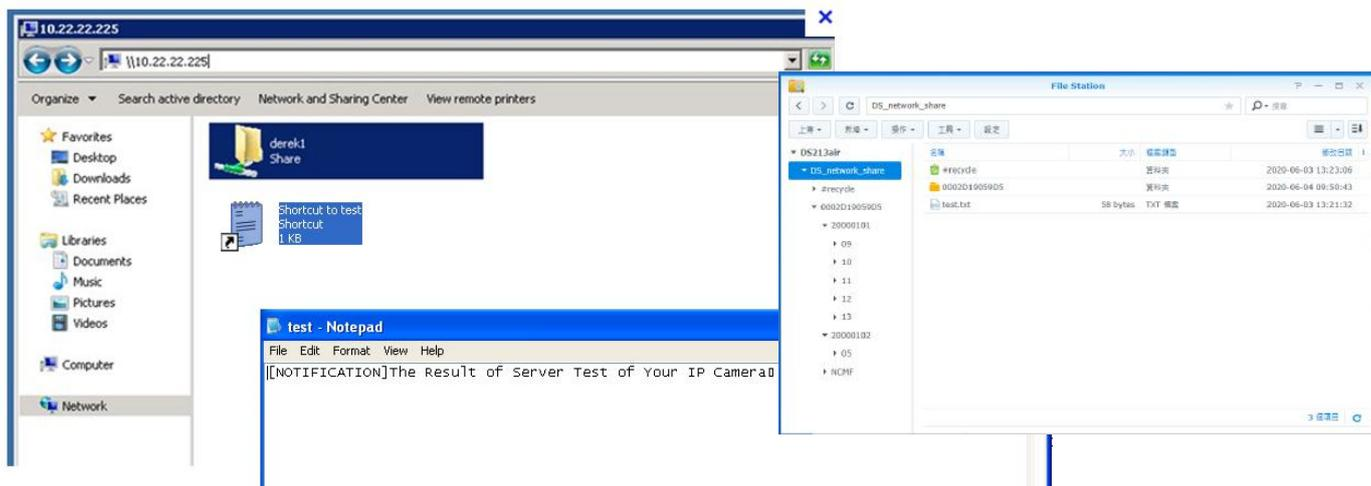 10.22.22.225
\\10.22.22.225
Organize Search active directory Network and Sharing Center View remote printers
Favorites
Desktop
Downloads
Recent Places
Libraries
Documents
Music
Pictures
Videos
Computer
Network
derek1
Share
Shortcut to test
Shortcut
1 KB
test - Notepad
File Edit Format View Help
[NOTIFICATION]The Result of Server Test of Your IP Camera
File Station
DS_network_share
搜尋
上傳 新增 操作 工具 設定
DS213air
DS_network_share
#recycle
0002D19059D5
20000101
09
10
11
12
13
20000102
05
NCMF
名稱 大小 檔案類型 修改日期
#recycle 資料夾 2020-06-03 13:23:06
0002D19059D5 資料夾 2020-06-04 09:50:43
test.txt 58 bytes TXT 檔案 2020-06-03 13:21:32
3 個項目